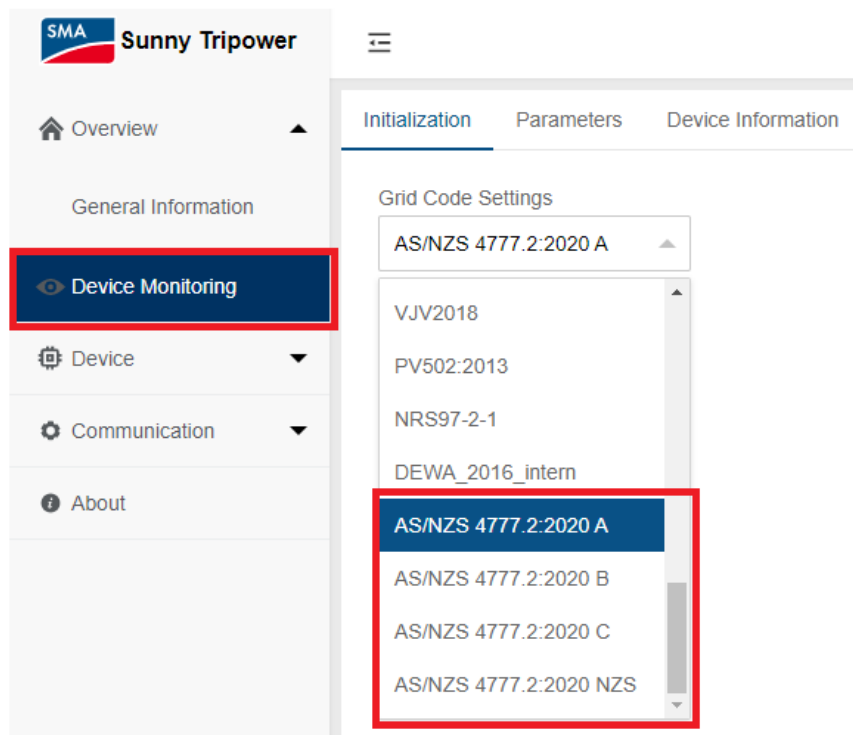 SMA
Sunny Tripower
Overview
General Information
Device Monitoring
Device
Communication
About
Initialization
Parameters
Device Information
Grid Code Settings
AS/NZS 4777.2:2020 A
VJV2018
PV502:2013
NRS97-2-1
DEWA_2016_intern
AS/NZS 4777.2:2020 A
AS/NZS 4777.2:2020 B
AS/NZS 4777.2:2020 C
AS/NZS 4777.2:2020 NZS